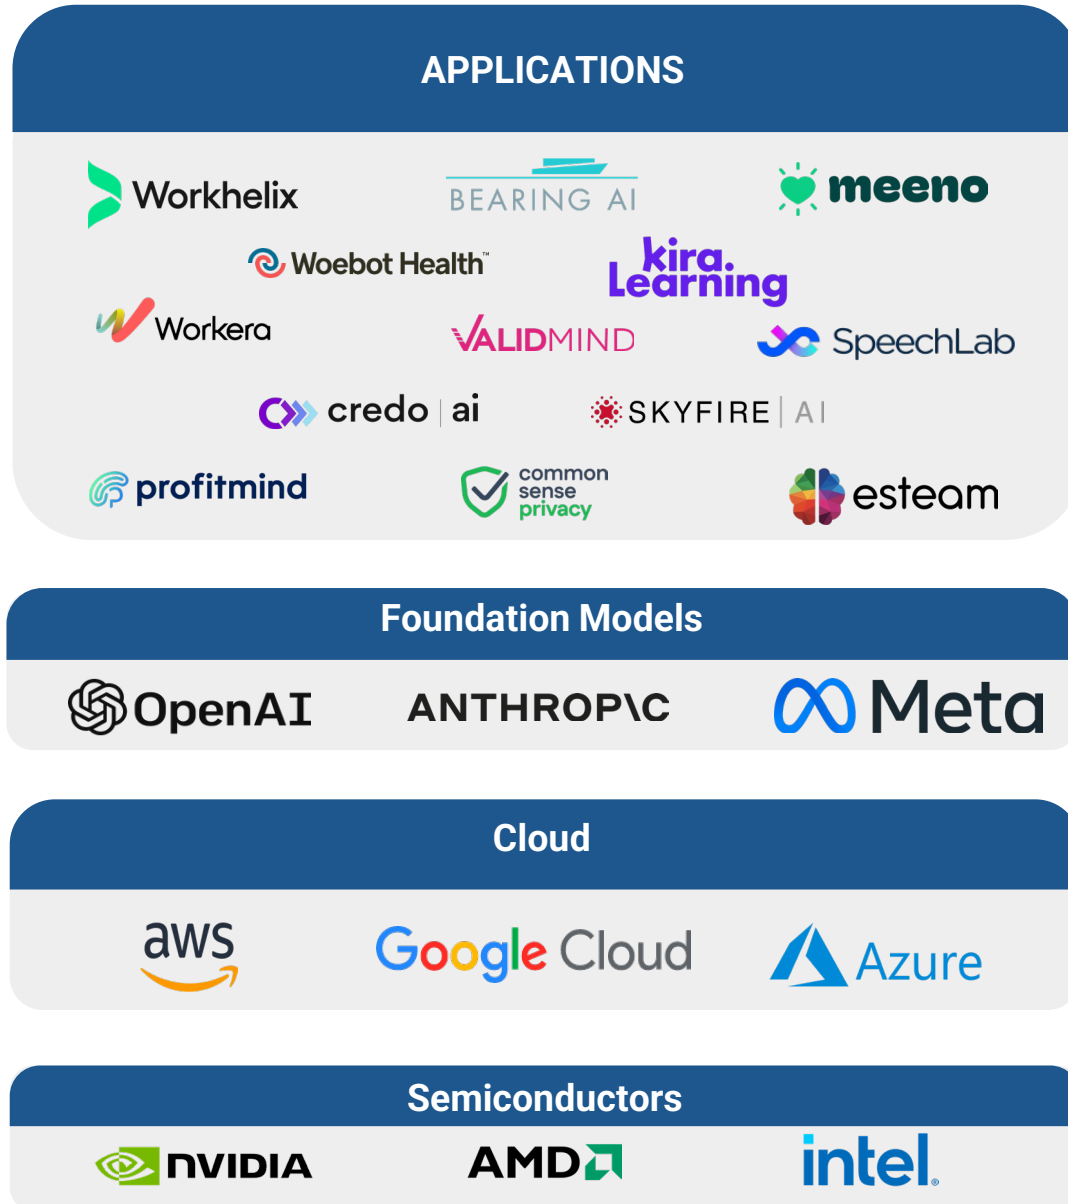 APPLICATIONS
Workhelix
BEARING AI
meeno
Woebot Health™
kira.
Learning
Workera
VALIDMIND
SpeechLab
credo | ai
SKYFIRE | AI
profitmind
common
sense
privacy
esteam
Foundation Models
OpenAI
ANTHROP\C
Meta
Cloud
aws
Google Cloud
Azure
Semiconductors
NVIDIA
AMD
intel®